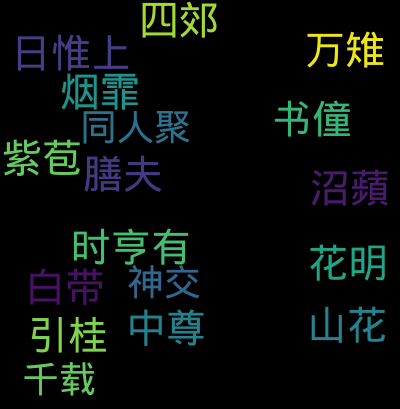 四郊
日惟上
万雉
烟霏
同人聚
书僮
紫苞
膳夫
沼蘋
时亨有
花明
白带
神交
引桂
中尊
山花
千载